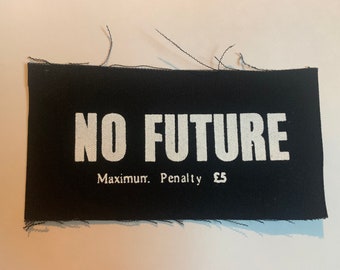 NO FUTURE
Maximum. Penalty £5